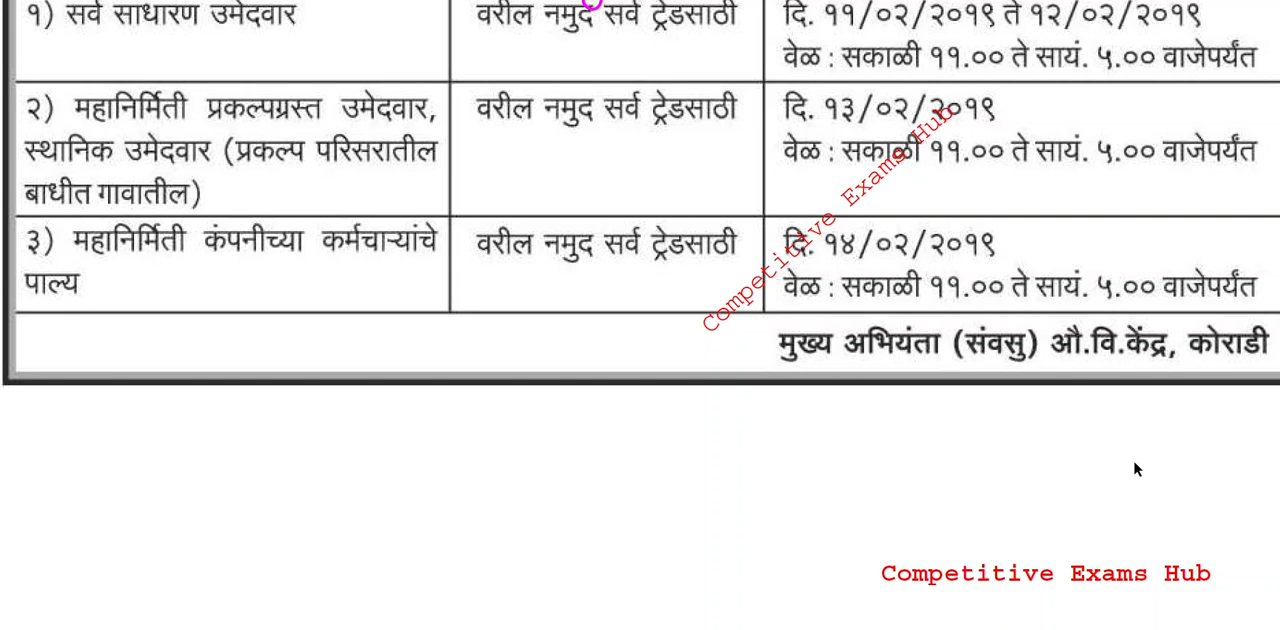 १) सर्व साधारण उमेदवार
वरील नमुद सर्व ट्रेडसाठी
दि. ११/०२/२०१९ ते १२/०२/२०१९
वेळ : सकाळी ११.०० ते सायं. ५.०० वाजेपर्यंत
२) महानिर्मिती प्रकल्पग्रस्त उमेदवार,
स्थानिक उमेदवार (प्रकल्प परिसरातील
बाधीत गावातील)
वरील नमुद सर्व ट्रेडसाठी
दि. १३/०२/२०१९
वेळ : सकाळी ११.०० ते सायं. ५.०० वाजेपर्यंत
३) महानिर्मिती कंपनीच्या कर्मचाऱ्यांचे
पाल्य
वरील नमुद सर्व ट्रेडसाठी
दि. १४/०२/२०१९
वेळ : सकाळी ११.०० ते सायं. ५.०० वाजेपर्यंत
मुख्य अभियंता (संवसु) औ.वि.केंद्र, कोराडी
Competitive Exams Hub
Competitive Exams Hub